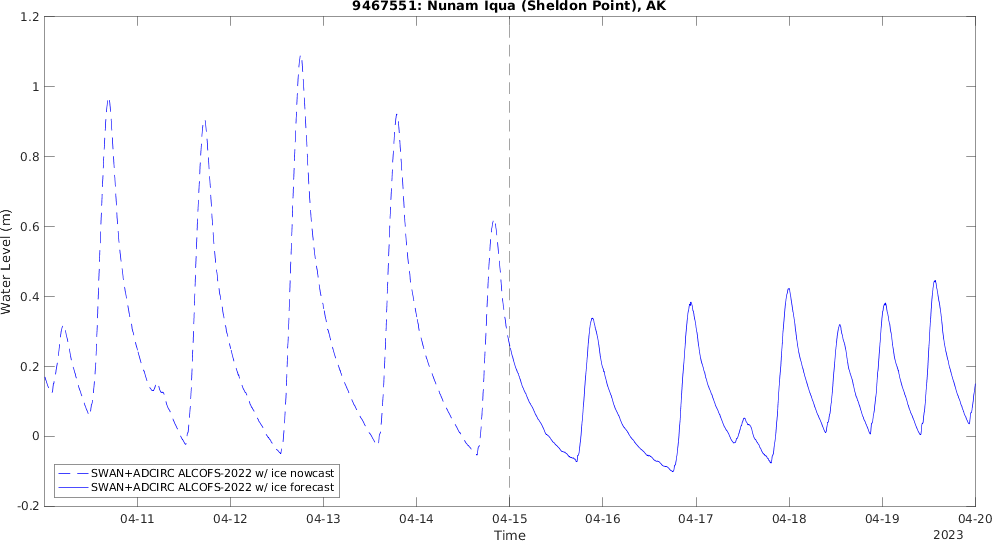 9467551: Nunam Iqua (Sheldon Point), AK
1.2
1
0.8
0.6
0.4
0.2
0
-0.2
Water Level (m)
SWAN+ADCIRC ALCOFS-2022 w/ ice nowcast
SWAN+ADCIRC ALCOFS-2022 w/ ice forecast
04-11 04-12 04-13 04-14 04-15 04-16 04-17 04-18 04-19 04-20
Time
2023